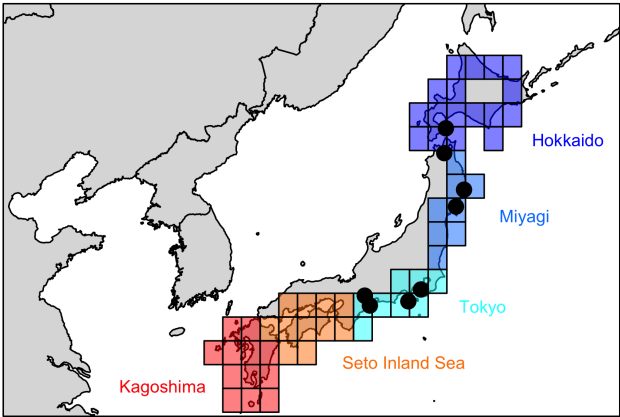 Hokkaido
Miyagi
Tokyo
Seto Inland Sea
Kagoshima